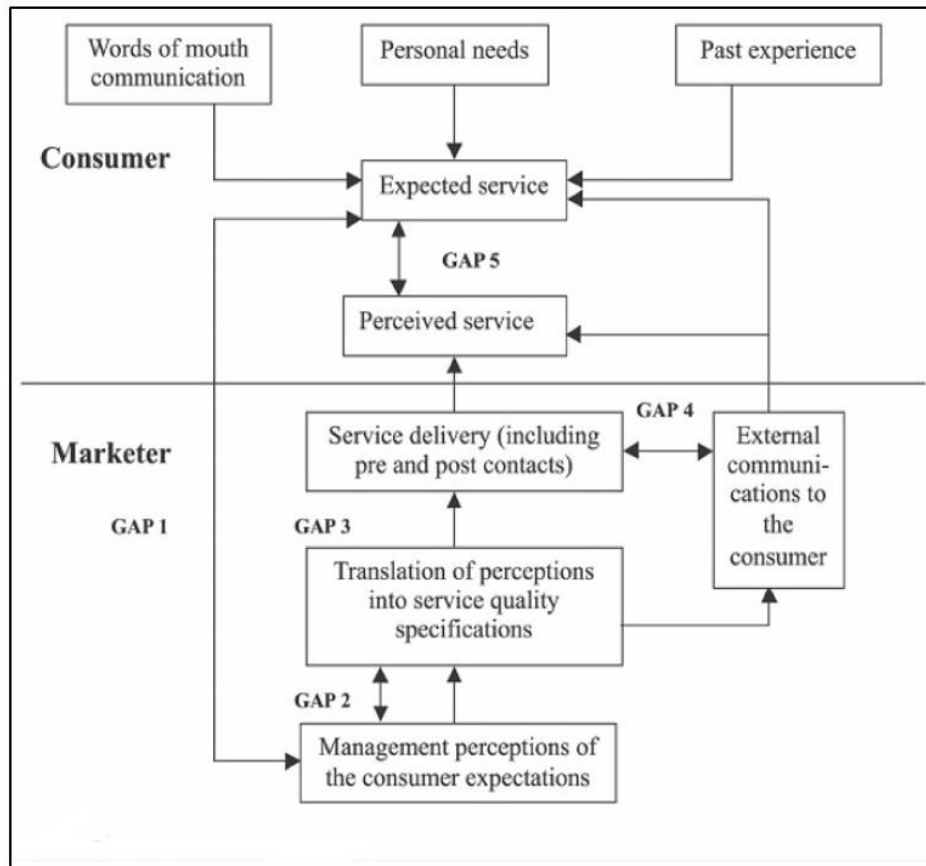 Words of mouth
communication
Personal needs
Past experience
Consumer
Expected service
GAP 5
Perceived service
GAP 4
Marketer
Service delivery (including
pre and post contacts)
External
communi-
cations to
the
consumer
GAP 1
GAP 3
Translation of perceptions
into service quality
specifications
GAP 2
Management perceptions of
the consumer expectations